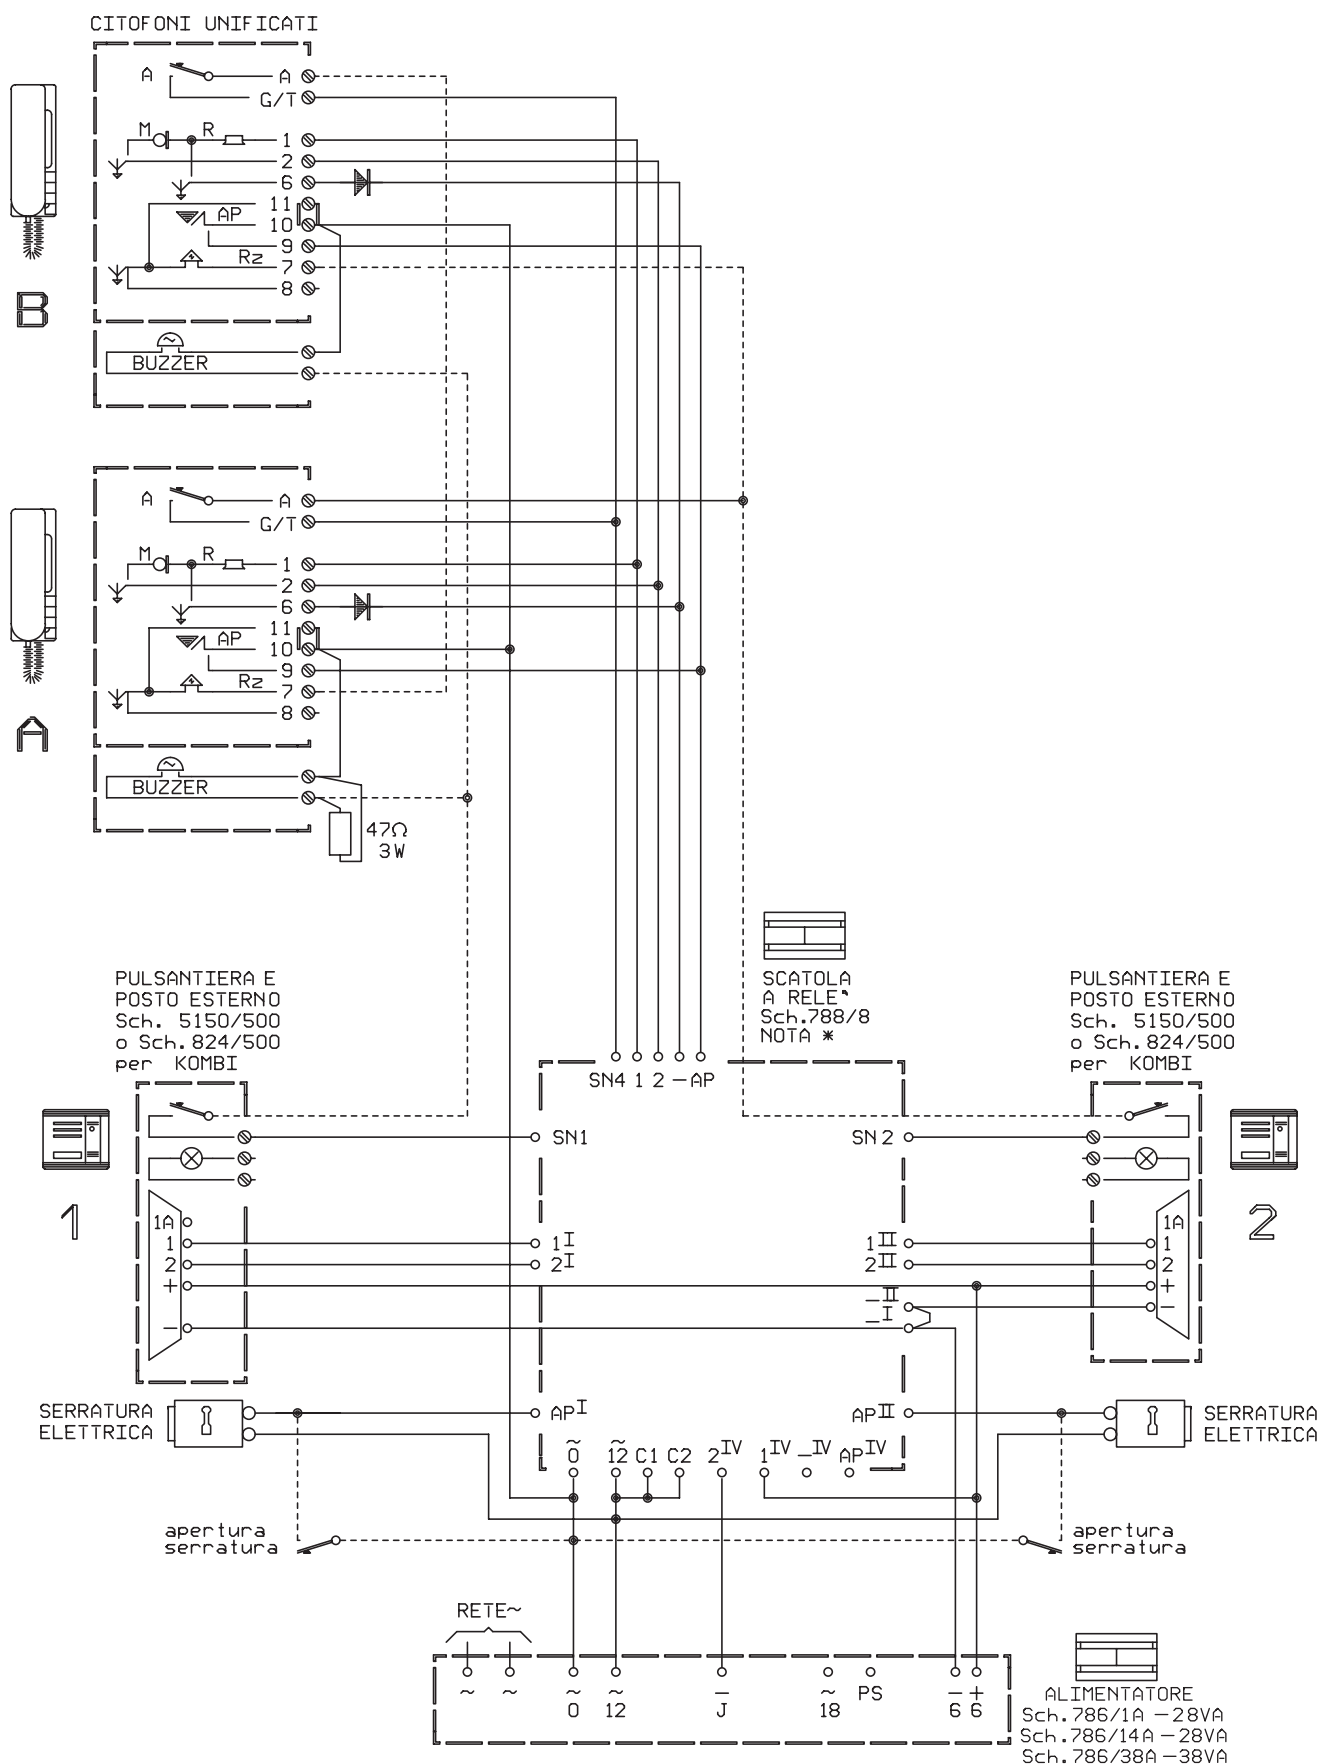 CITOFONI UNIFICATI
A
A
G/T
M
R
1
2
6
11
AP
10
9
Rz
7
8
B
BUZZER
A
A
G/T
M
R
1
2
6
11
AP
10
9
Rz
7
8
A
BUZZER
47Ω
3W
SCATOLA
A RELE'
Sch.788/8
NOTA *
PULSANTIERA E
POSTO ESTERNO
Sch. 5150/500
o Sch.824/500
per KOMBI
PULSANTIERA E
POSTO ESTERNO
Sch. 5150/500
o Sch.824/500
per KOMBI
SN4 1 2 – AP
SN1
SN2
1
2
1A
1
2
+
–
1I
2I
1II
2II
–II
–I
1A
1
2
+
–
SERRATURA
ELETTRICA
API
APII
SERRATURA
ELETTRICA
~ ~
0 12 C1 C2 2IV 1IV –IV APIV
apertura
serratura
apertura
serratura
RETE~
~ ~ ~ ~ – ~ PS – +
0 12 J 18 6 6
ALIMENTATORE
Sch.786/1A –28VA
Sch.786/14A –28VA
Sch.786/38A –38VA